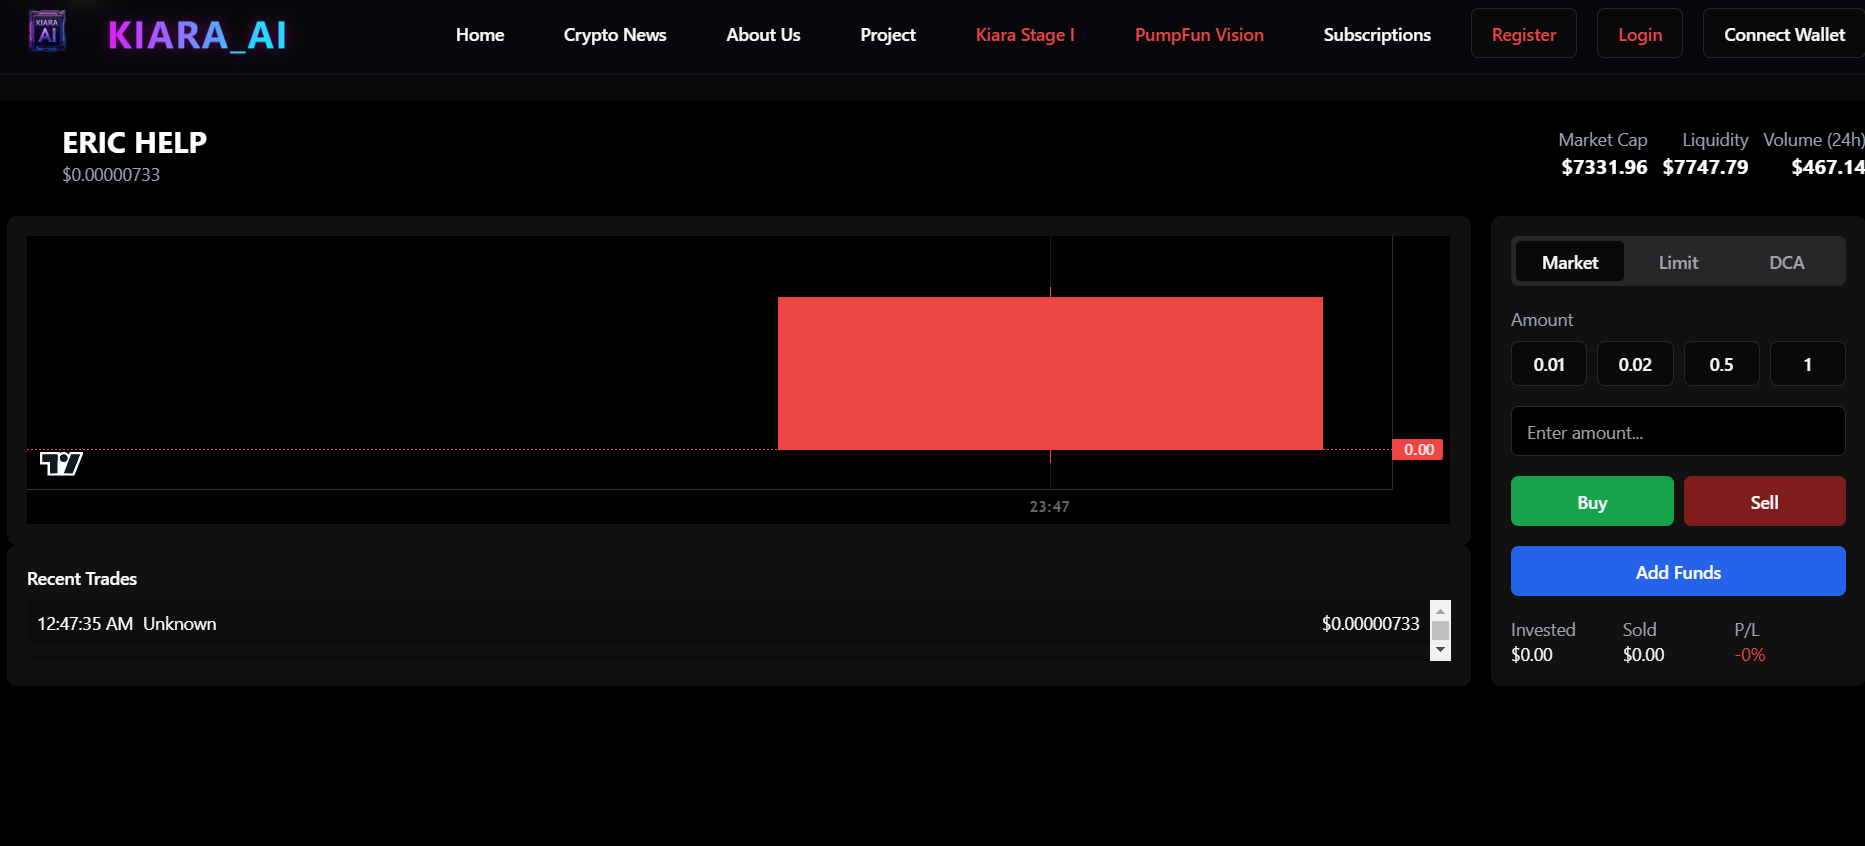 KIARA AI
KIARA_AI
Home Crypto News About Us Project Kiara Stage I PumpFun Vision Subscriptions Register Login Connect Wallet
ERIC HELP
$0.00000733
Market Cap Liquidity Volume (24h)
$7331.96 $7747.79 $467.14
0.00
23:47
Recent Trades
12:47:35 AM Unknown $0.00000733
Market Limit DCA
Amount
0.01 0.02 0.5 1
Enter amount...
Buy Sell
Add Funds
Invested Sold P/L
$0.00 $0.00 -0%